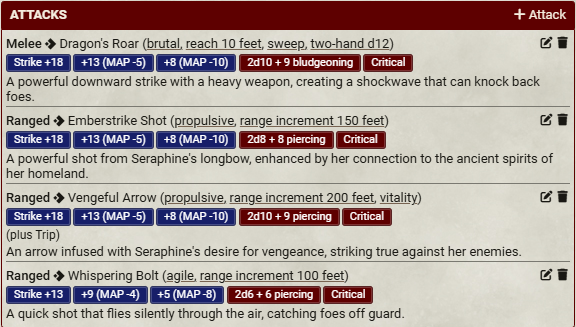 ATTACKS + Attack
Melee Dragon's Roar (brutal, reach 10 feet, sweep, two-hand d12)
Strike +18 +13 (MAP -5) +8 (MAP -10) 2d10 + 9 bludgeoning Critical
A powerful downward strike with a heavy weapon, creating a shockwave that can knock back
foes.
Ranged Emberstrike Shot (propulsive, range increment 150 feet)
Strike +18 +13 (MAP -5) +8 (MAP -10) 2d8 + 8 piercing Critical
A powerful shot from Seraphine's longbow, enhanced by her connection to the ancient spirits of
her homeland.
Ranged Vengeful Arrow (propulsive, range increment 200 feet, vitality)
Strike +18 +13 (MAP -5) +8 (MAP -10) 2d10 + 9 piercing Critical
(plus Trip)
An arrow infused with Seraphine's desire for vengeance, striking true against her enemies.
Ranged Whispering Bolt (agile, range increment 100 feet)
Strike +13 +9 (MAP -4) +5 (MAP -8) 2d6 + 6 piercing Critical
A quick shot that flies silently through the air, catching foes off guard.